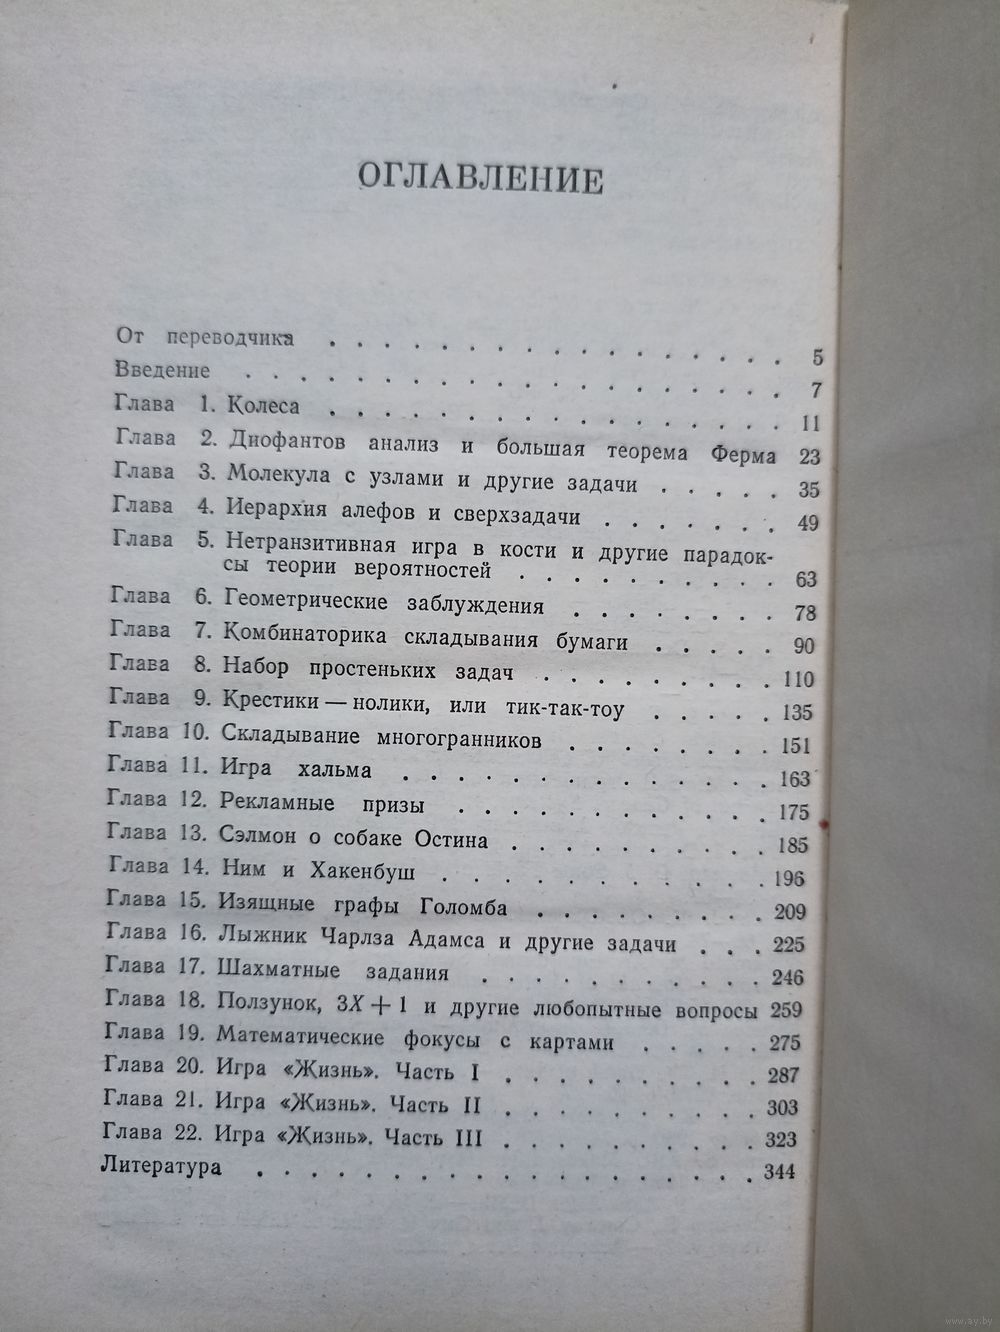 ОГЛАВЛЕНИЕ
От переводчика . . . . . . . . . . . . . . . . . 5
Введение . . . . . . . . . . . . . . . . . . . . 7
Глава 1. Колеса . . . . . . . . . . . . . . . . . 11
Глава 2. Диофантов анализ и большая теорема Ферма 23
Глава 3. Молекула с узлами и другие задачи . . . . . 35
Глава 4. Иерархия алефов и сверхзадачи . . . . . . . 49
Глава 5. Нетранзитивная игра в кости и другие парадок-
сы теории вероятностей . . . . . . . . . . 63
Глава 6. Геометрические заблуждения . . . . . . . . 78
Глава 7. Комбинаторика складывания бумаги . . . . . 90
Глава 8. Набор простеньких задач . . . . . . . . . 110
Глава 9. Крестики — нолики, или тик-так-тоу . . . . . 135
Глава 10. Складывание многогранников . . . . . . . . 151
Глава 11. Игра хальма . . . . . . . . . . . . . . 163
Глава 12. Рекламные призы . . . . . . . . . . . . 175
Глава 13. Сэлмон о собаке Остина . . . . . . . . . . 185
Глава 14. Ним и Хакенбуш . . . . . . . . . . . . 196
Глава 15. Изящные графы Голомба . . . . . . . . . 209
Глава 16. Лыжник Чарлза Адамса и другие задачи . . . 225
Глава 17. Шахматные задания . . . . . . . . . . . 246
Глава 18. Ползунок, 3X + 1 и другие любопытные вопросы 259
Глава 19. Математические фокусы с картами . . . . . 275
Глава 20. Игра «Жизнь». Часть I . . . . . . . . . . 287
Глава 21. Игра «Жизнь». Часть II . . . . . . . . . . 303
Глава 22. Игра «Жизнь». Часть III . . . . . . . . . . 323
Литература . . . . . . . . . . . . . . . . . . . 344
www.ay.by